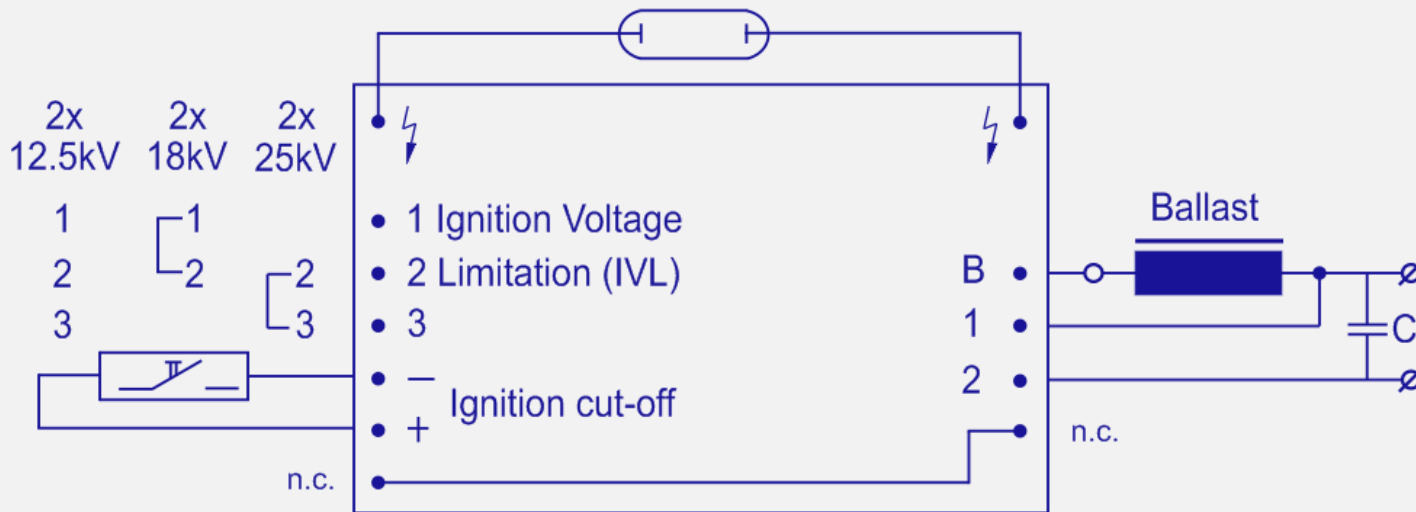 2x 2x 2x
12.5kV 18kV 25kV
1 1
2 2 2
3 3
1 Ignition Voltage
2 Limitation (IVL)
3
—
Ignition cut-off
+
n.c.
Ballast
B
1
C
2
n.c.